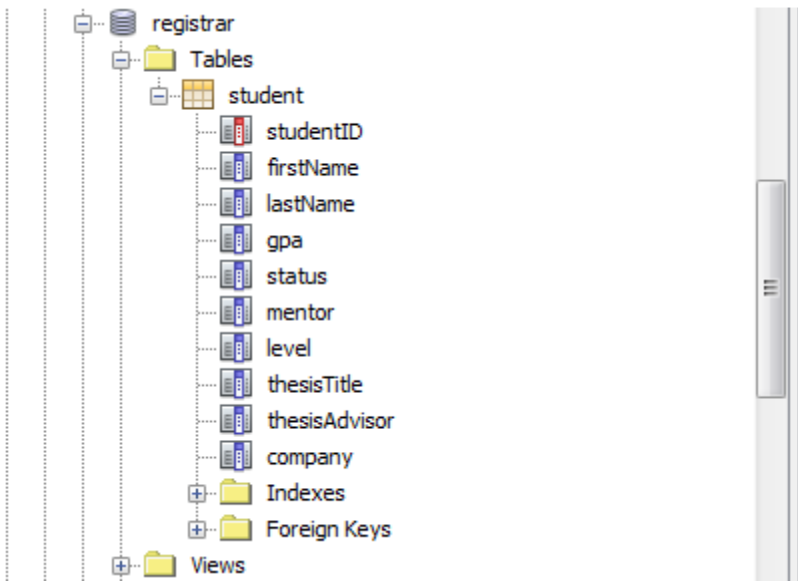 registrar
Tables
student
studentID
firstName
lastName
gpa
status
mentor
level
thesisTitle
thesisAdvisor
company
Indexes
Foreign Keys
Views